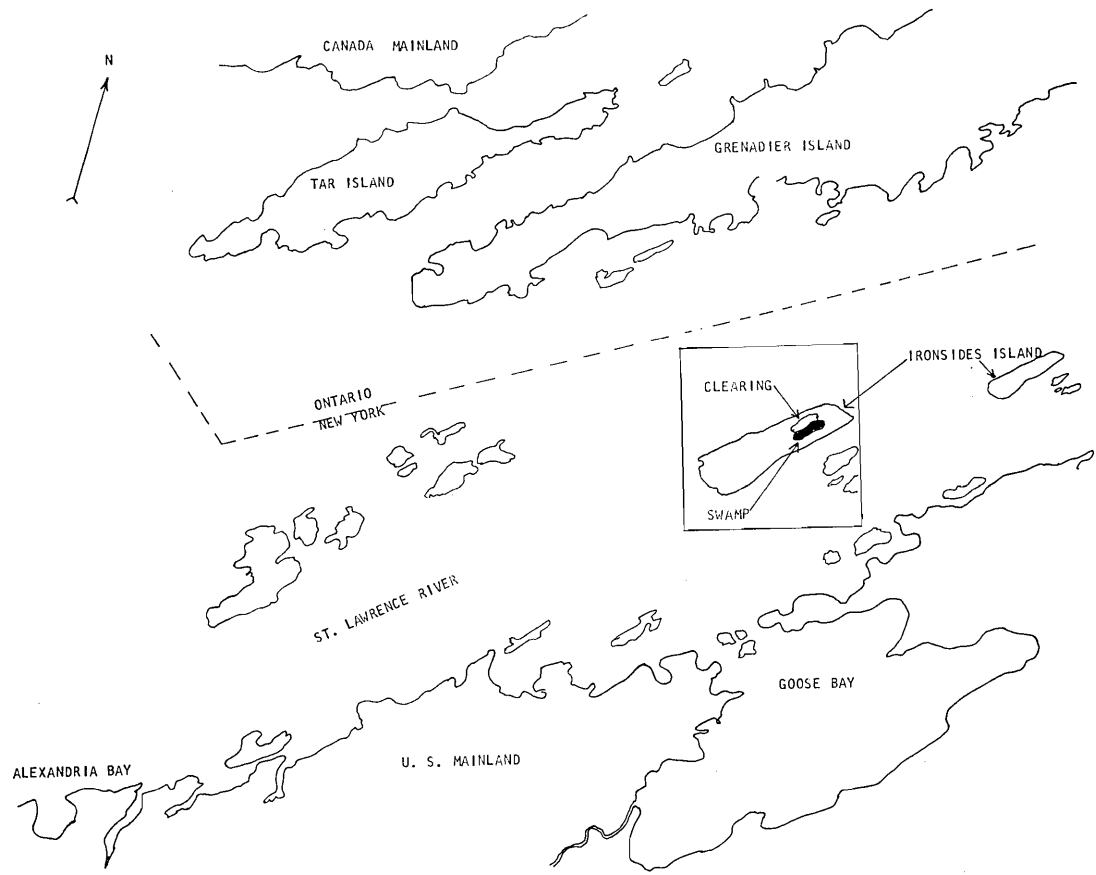 CANADA MAINLAND
N
GRENADIER ISLAND
TAR ISLAND
IRONSIDES ISLAND
CLEARING
ONTARIO
NEW YORK
SWAMP
ST. LAWRENCE RIVER
GOOSE BAY
U. S. MAINLAND
ALEXANDRIA BAY